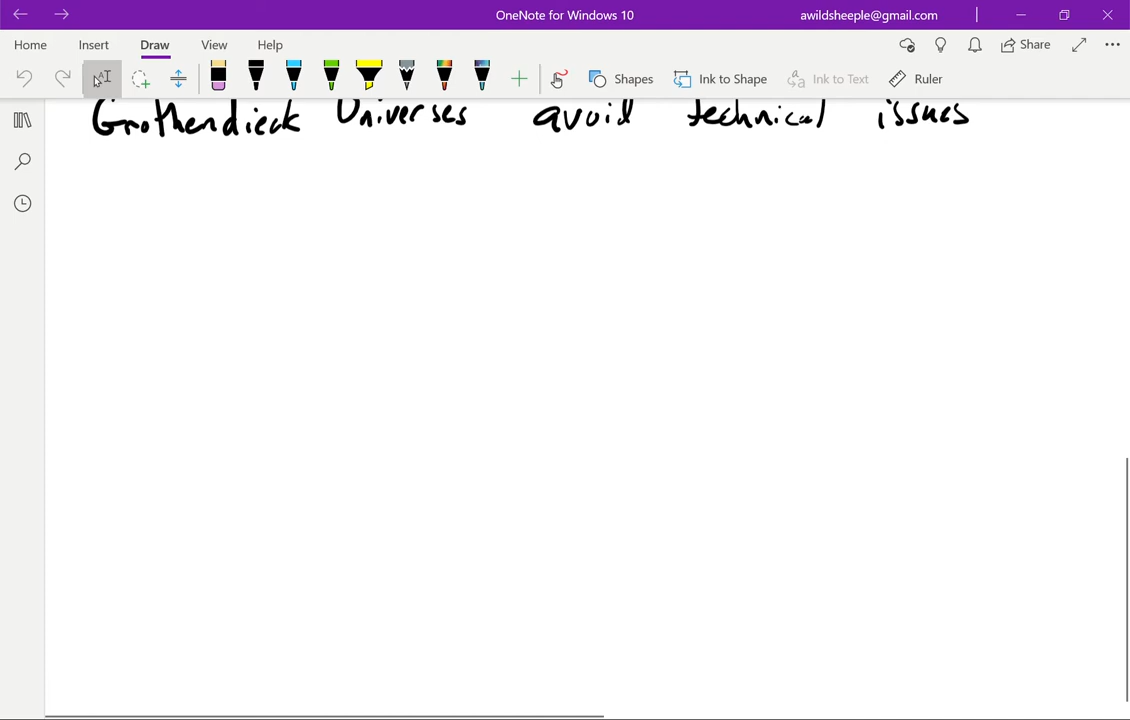 OneNote for Windows 10
awildsheeple@gmail.com
Home Insert Draw View Help
Share
Shapes
Ink to Shape
Ink to Text
Ruler
Grothendieck Universes avoid technical issues